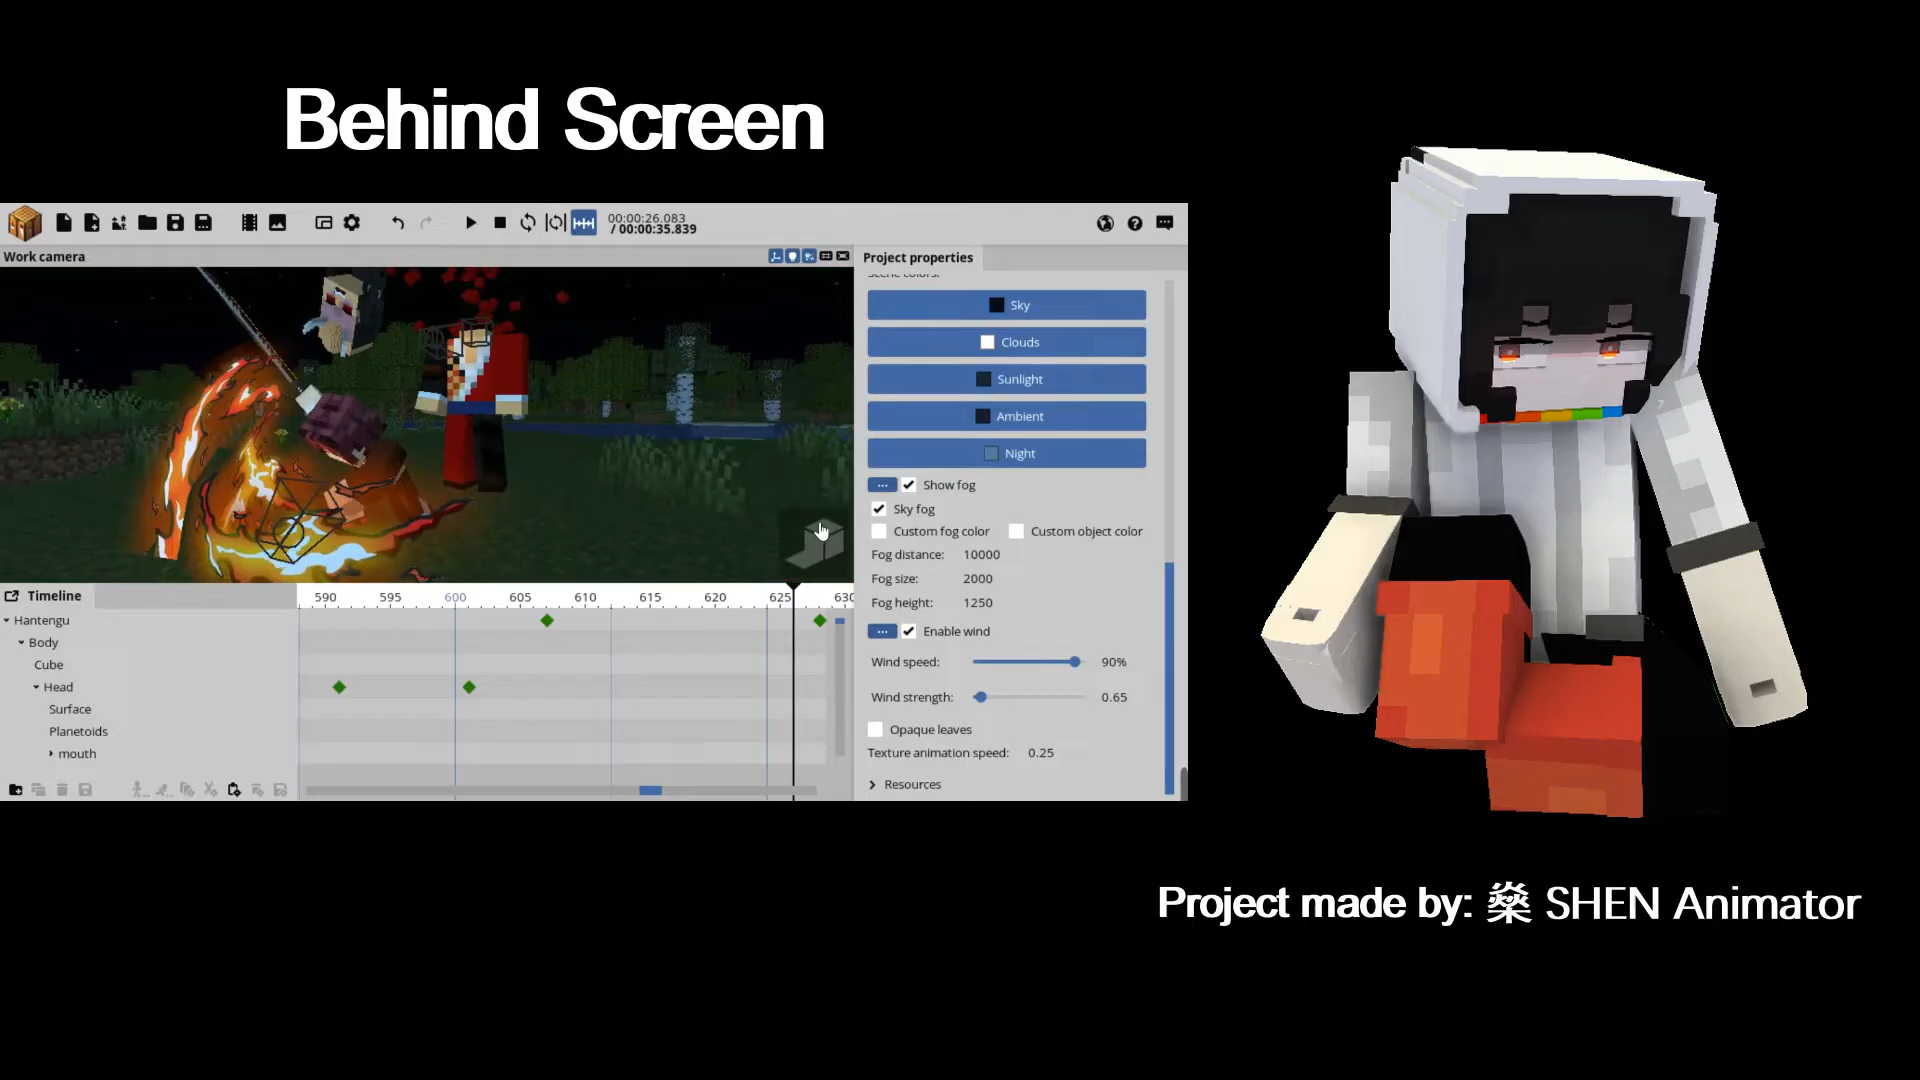 Behind Screen
00:00:26.083
/ 00:00:35.839
Work camera
Project properties
Scene colors:
Sky
Clouds
Sunlight
Ambient
Night
Show fog
Sky fog
Custom fog color
Custom object color
Fog distance: 10000
Fog size: 2000
Fog height: 1250
Enable wind
Wind speed: 90%
Wind strength: 0.65
Opaque leaves
Texture animation speed: 0.25
Resources
Timeline
590 595 600 605 610 615 620 625 630
Hantengu
Body
Cube
Head
Surface
Planetoids
mouth
Project made by: 燊 SHEN Animator